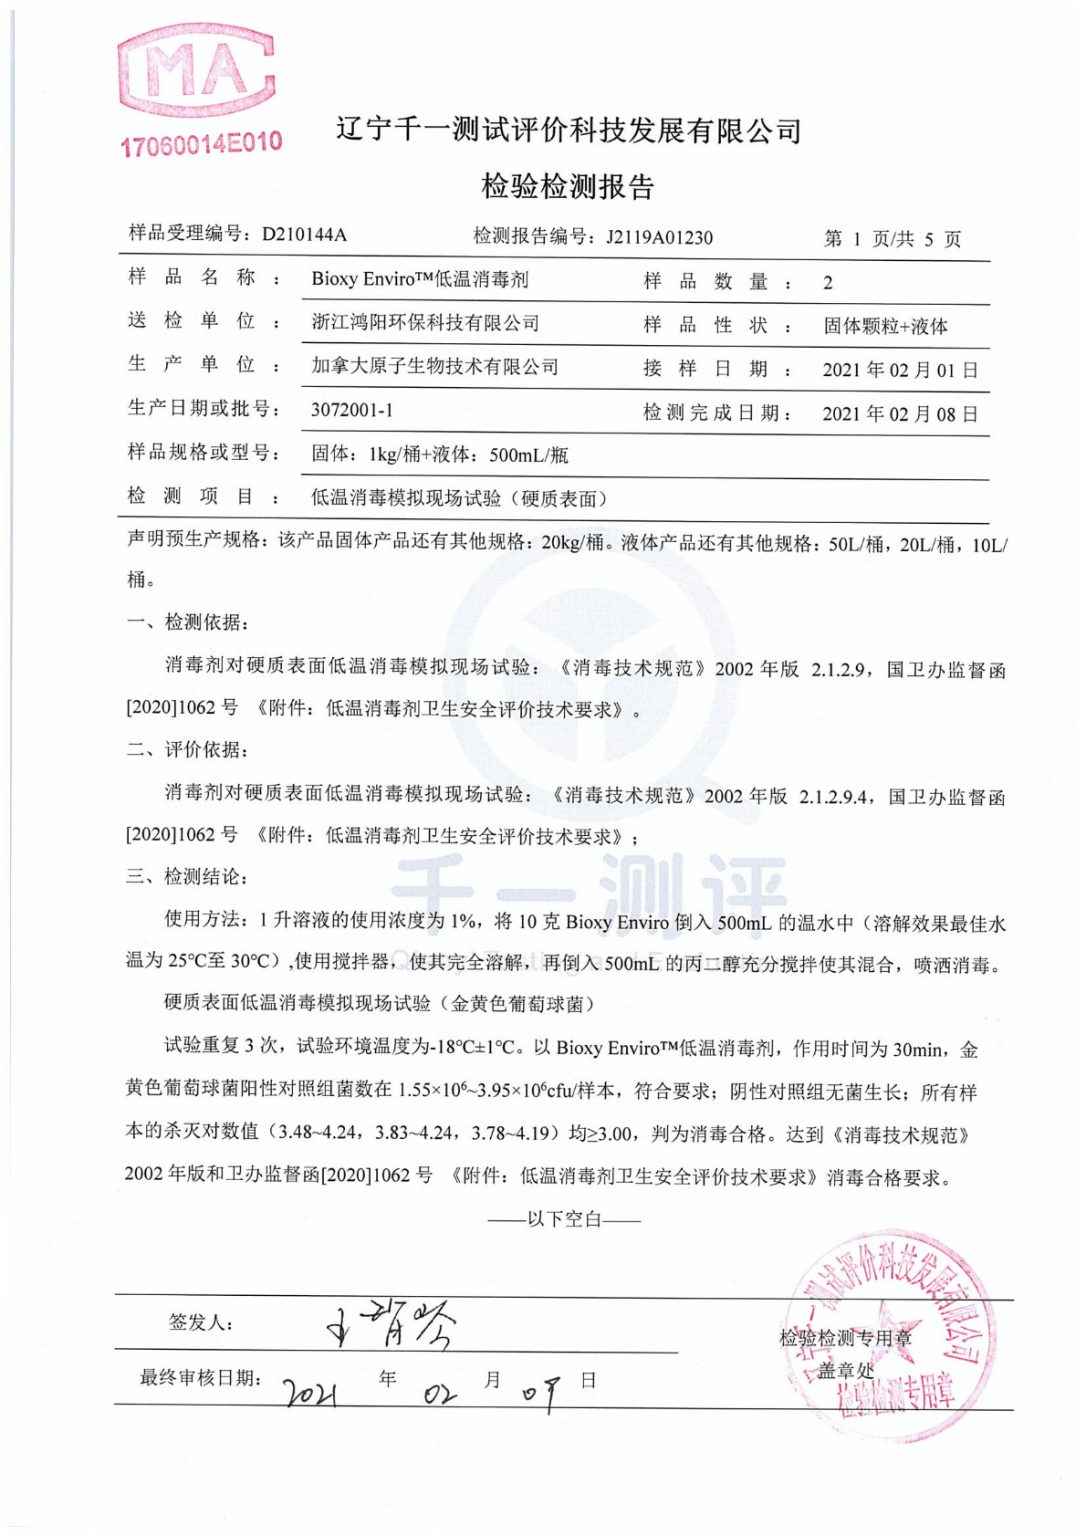 CMA
17060014E010
辽宁千一测试评价科技发展有限公司
检验检测报告
样品受理编号：D210144A 检测报告编号：J2119A01230 第 1 页/共 5 页
样品名称： Bioxy Enviro™低温消毒剂 样品数量： 2
送检单位： 浙江鸿阳环保科技有限公司 样品性状： 固体颗粒+液体
生产单位： 加拿大原子生物技术有限公司 接样日期： 2021 年 02 月 01 日
生产日期或批号： 3072001-1 检测完成日期： 2021 年 02 月 08 日
样品规格或型号： 固体：1kg/桶+液体：500mL/瓶
检测项目： 低温消毒模拟现场试验（硬质表面）
声明预生产规格：该产品固体产品还有其他规格：20kg/桶。液体产品还有其他规格：50L/桶，20L/桶，10L/
桶。
一、检测依据：
消毒剂对硬质表面低温消毒模拟现场试验：《消毒技术规范》2002 年版 2.1.2.9，国卫办监督函
[2020]1062 号 《附件：低温消毒剂卫生安全评价技术要求》。
二、评价依据：
消毒剂对硬质表面低温消毒模拟现场试验：《消毒技术规范》2002 年版 2.1.2.9.4，国卫办监督函
[2020]1062 号 《附件：低温消毒剂卫生安全评价技术要求》；
千一测评
三、检测结论：
使用方法：1 升溶液的使用浓度为 1%，将 10 克 Bioxy Enviro 倒入 500mL 的温水中（溶解效果最佳水
温为 25℃至 30℃）,使用搅拌器，使其完全溶解，再倒入 500mL 的丙二醇充分搅拌使其混合，喷洒消毒。
硬质表面低温消毒模拟现场试验（金黄色葡萄球菌）
试验重复 3 次，试验环境温度为-18℃±1℃。以 Bioxy Enviro™低温消毒剂，作用时间为 30min，金
黄色葡萄球菌阳性对照组菌数在 1.55×10⁶~3.95×10⁶cfu/样本，符合要求；阴性对照组无菌生长；所有样
本的杀灭对数值（3.48~4.24，3.83~4.24，3.78~4.19）均≥3.00，判为消毒合格。达到《消毒技术规范》
2002 年版和卫办监督函[2020]1062 号 《附件：低温消毒剂卫生安全评价技术要求》消毒合格要求。
——以下空白——
签发人：
检验检测专用章
盖章处
最终审核日期： 2021 年 02 月 09 日
辽宁千一测试评价科技发展有限公司
检验检测专用章